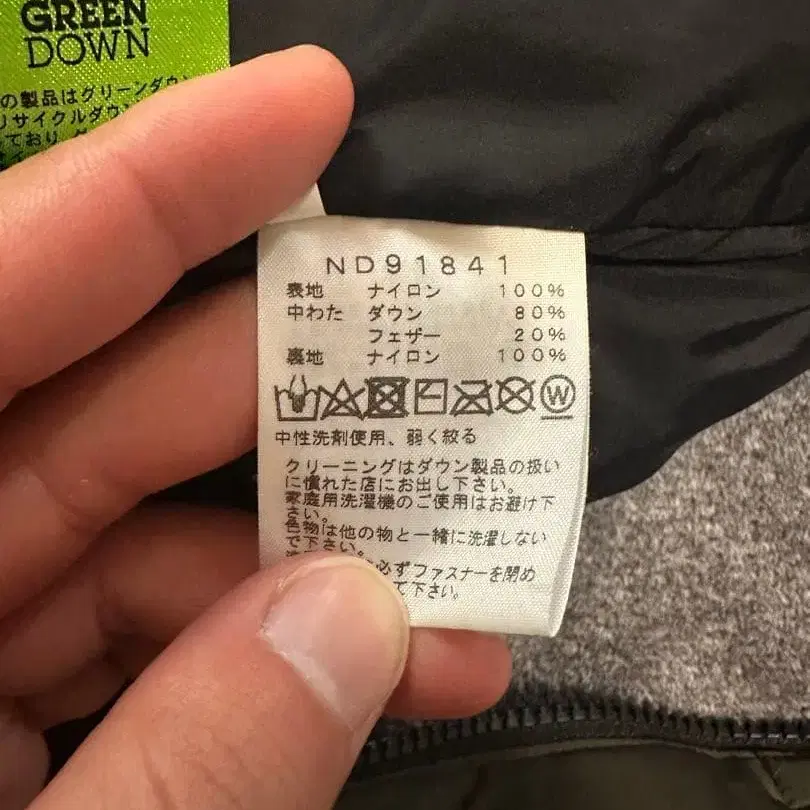 GREEN
DOWN
の製品はグリーンダウン
リサイクルダウン
ており
ND91841
表地 ナイロン 100%
中わた ダウン 80%
フェザー 20%
裏地 ナイロン 100%
W
中性洗剤使用、弱く絞る
クリーニングはダウン製品の扱い
に慣れた店にお出し下さい。
家庭用洗濯機のご使用はお避け下
さい。
色物は他の物と一緒に洗濯しない
で下さい。
必ずファスナーを閉め
て下さい。